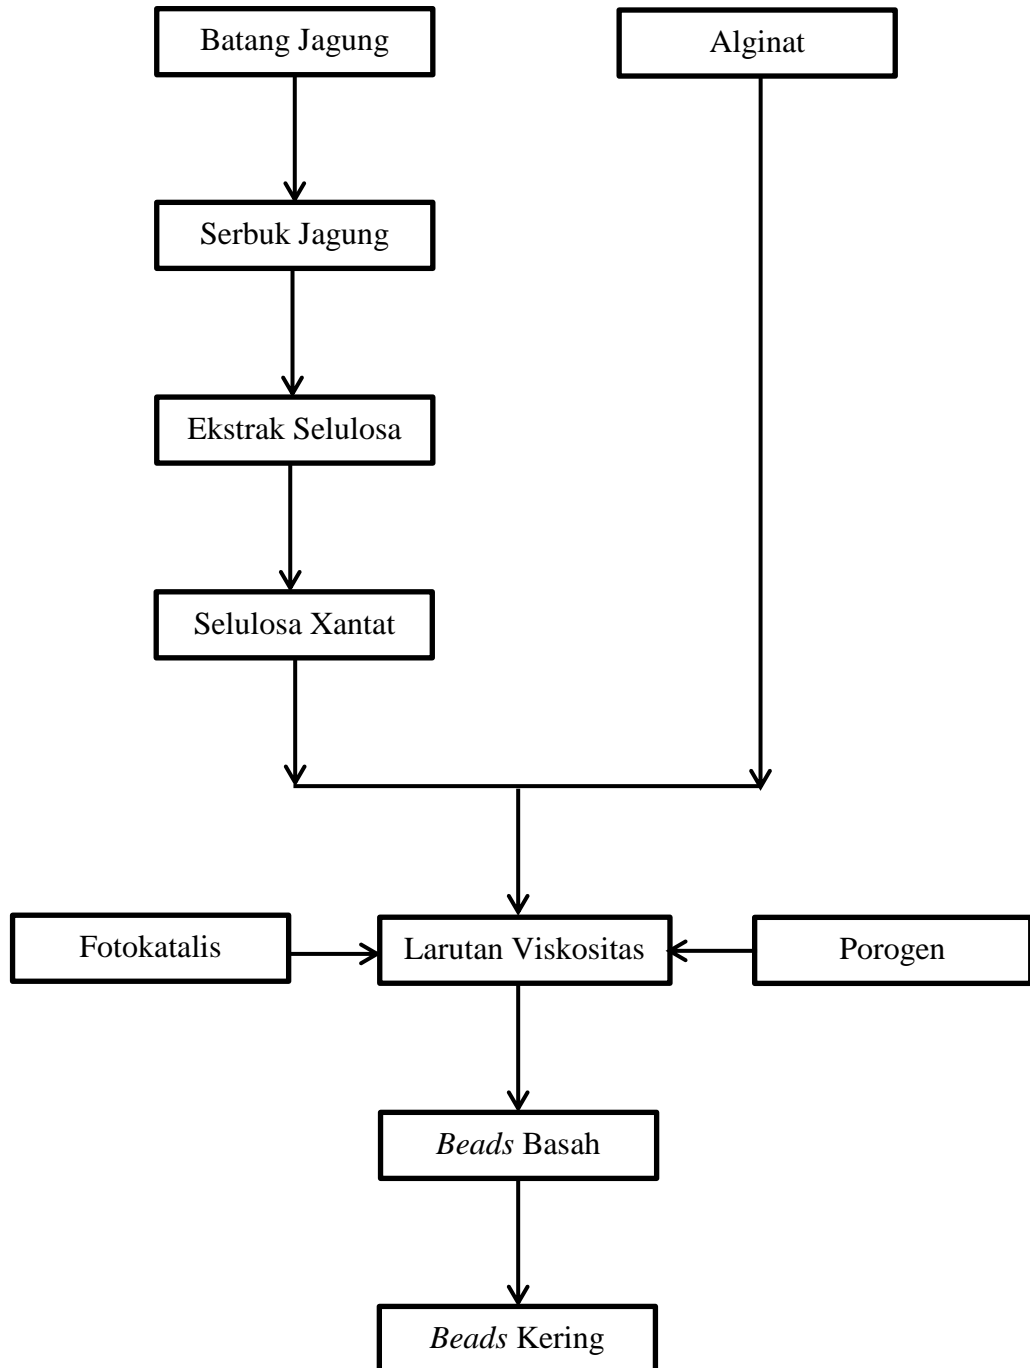 Batang Jagung
Alginat
Serbuk Jagung
Ekstrak Selulosa
Selulosa Xantat
Fotokatalis
Larutan Viskositas
Porogen
Beads Basah
Beads Kering